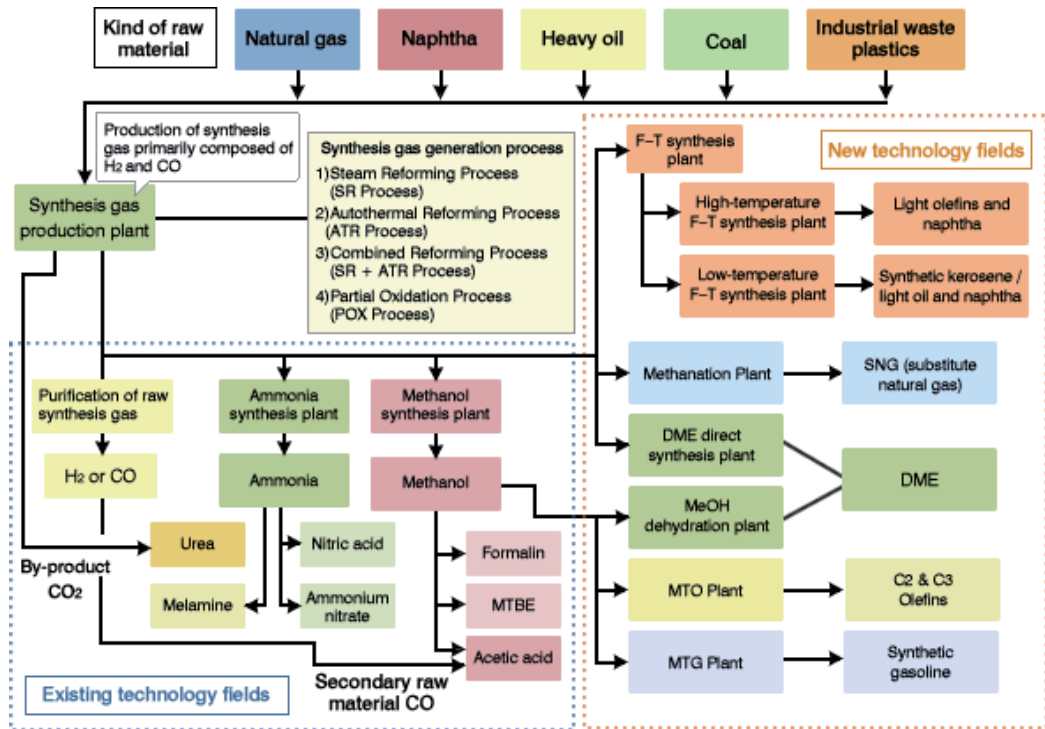 Kind of raw
material
Natural gas
Naphtha
Heavy oil
Coal
Industrial waste
plastics
Production of synthesis
gas primarily composed of
H₂ and CO
Synthesis gas
production plant
Synthesis gas generation process
1)Steam Reforming Process
(SR Process)
2)Autothermal Reforming Process
(ATR Process)
3)Combined Reforming Process
(SR + ATR Process)
4)Partial Oxidation Process
(POX Process)
F–T synthesis
plant
New technology fields
High-temperature
F–T synthesis plant
Light olefins and
naphtha
Low-temperature
F–T synthesis plant
Synthetic kerosene /
light oil and naphtha
Purification of raw
synthesis gas
Ammonia
synthesis plant
Methanol
synthesis plant
Methanation Plant
SNG (substitute
natural gas)
H₂ or CO
Ammonia
Methanol
DME direct
synthesis plant
MeOH
dehydration plant
DME
Urea
Nitric acid
Formalin
By-product
CO₂
Melamine
Ammonium
nitrate
MTBE
MTO Plant
C2 & C3
Olefins
Acetic acid
MTG Plant
Synthetic
gasoline
Existing technology fields
Secondary raw
material CO